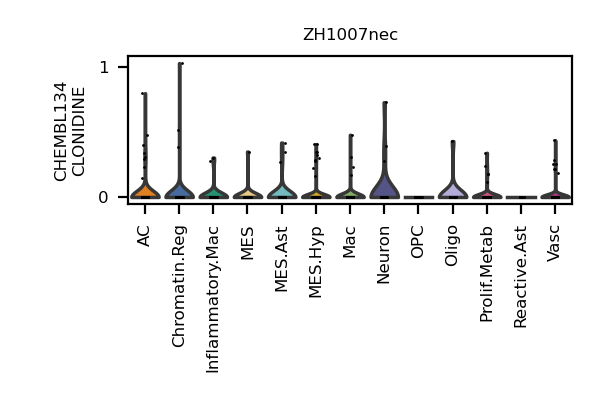 ZH1007nec
CHEMBL134
CLONIDINE
1
0
AC
Chromatin.Reg
Inflammatory.Mac
MES
MES.Ast
MES.Hyp
Mac
Neuron
OPC
Oligo
Prolif.Metab
Reactive.Ast
Vasc